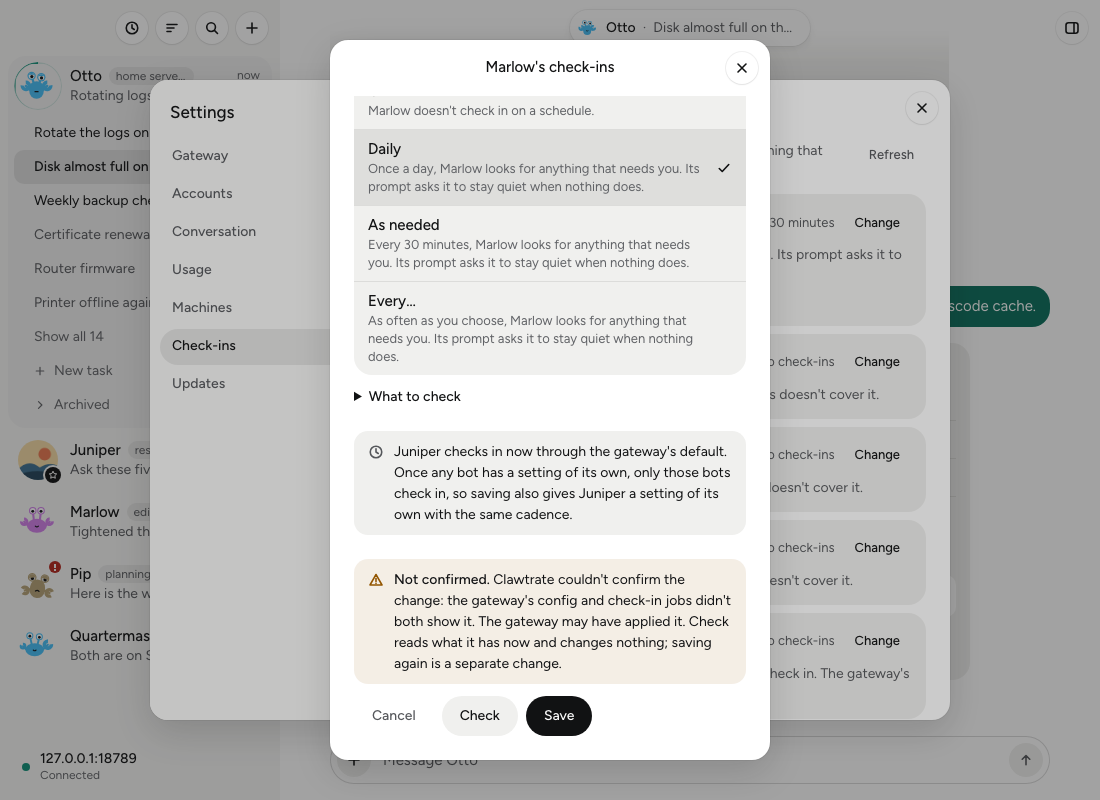 Otto · Disk almost full on th...
Otto home serve... now
Rotating logs
Rotate the logs on
Disk almost full on
Weekly backup che
Certificate renewa
Router firmware
Printer offline again
Show all 14
New task
Archived
Juniper res
Ask these five
Marlow edi
Tightened th
Pip planning
Here is the w
Quartermas
Both are on S
127.0.0.1:18789
Connected
Settings
Gateway
Accounts
Conversation
Usage
Machines
Check-ins
Updates
hing that
Refresh
30 minutes Change
. Its prompt asks it to
o check-ins Change
s doesn't cover it.
o check-ins Change
doesn't cover it.
o check-ins Change
esn't cover it.
o check-ins Change
heck in. The gateway's
scode cache.
Message Otto
Marlow's check-ins
Marlow doesn't check in on a schedule.
Daily
Once a day, Marlow looks for anything that needs you. Its
prompt asks it to stay quiet when nothing does.
As needed
Every 30 minutes, Marlow looks for anything that needs
you. Its prompt asks it to stay quiet when nothing does.
Every...
As often as you choose, Marlow looks for anything that
needs you. Its prompt asks it to stay quiet when nothing
does.
What to check
Juniper checks in now through the gateway's default.
Once any bot has a setting of its own, only those bots
check in, so saving also gives Juniper a setting of its
own with the same cadence.
Not confirmed. Clawtrate couldn't confirm the
change: the gateway's config and check-in jobs didn't
both show it. The gateway may have applied it. Check
reads what it has now and changes nothing; saving
again is a separate change.
Cancel Check Save